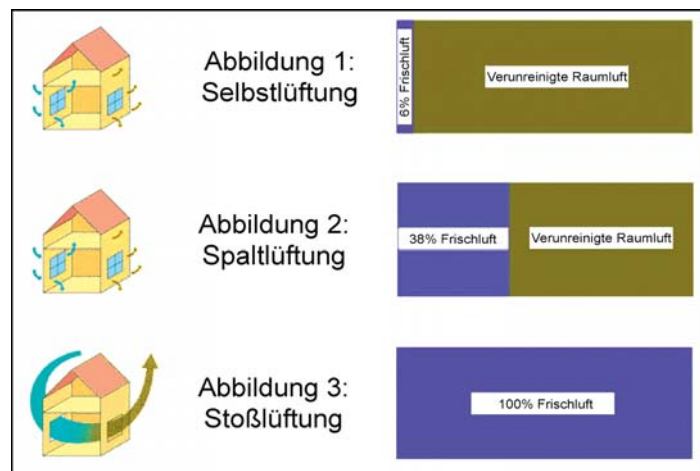 Abbildung 1:
Selbstlüftung
6% Frischluft
Verunreinigte Raumluft
Abbildung 2:
Spaltlüftung
38% Frischluft
Verunreinigte Raumluft
Abbildung 3:
Stoßlüftung
100% Frischluft